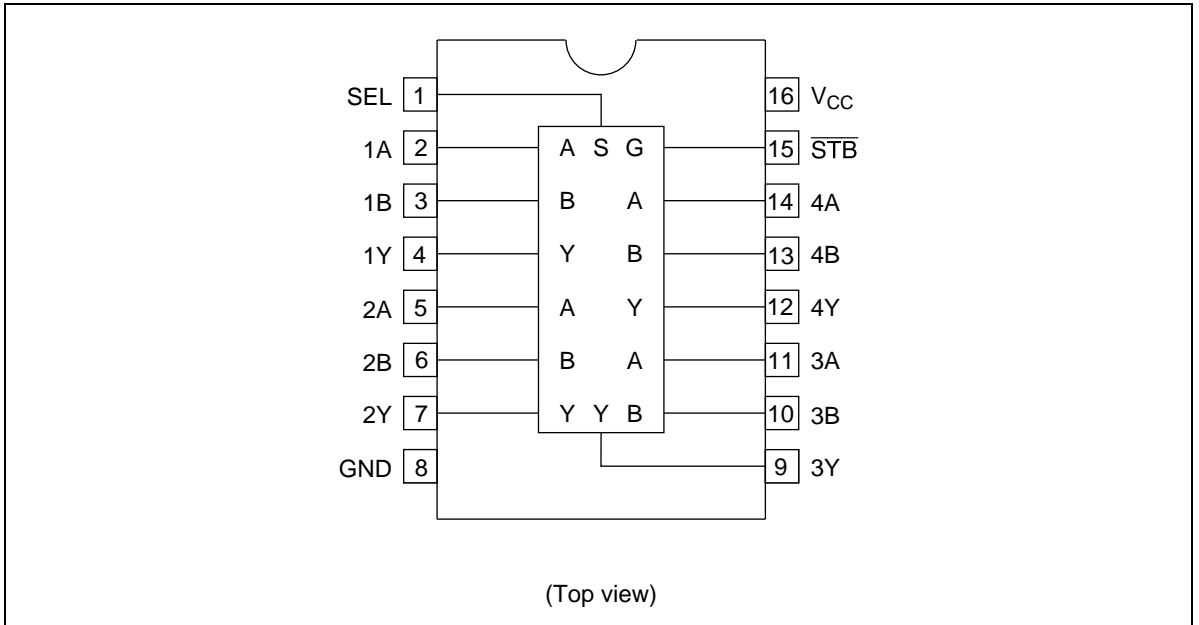 SEL 1 16 VCC
1A 2 A S G 15 S̅T̅B̅
1B 3 B A 14 4A
1Y 4 Y B 13 4B
2A 5 A Y 12 4Y
2B 6 B A 11 3A
2Y 7 Y Y B 10 3B
GND 8 9 3Y
(Top view)